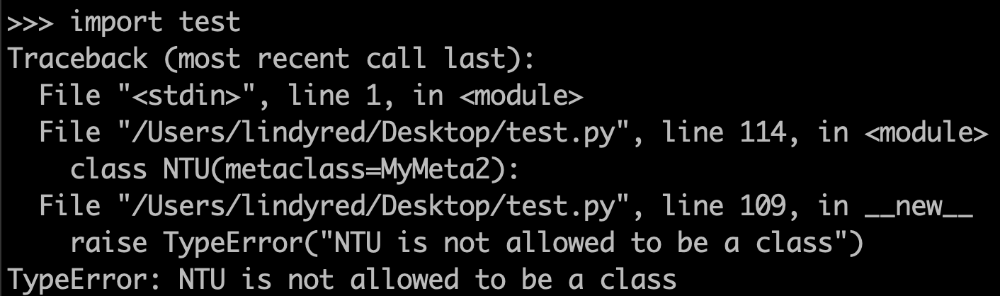 >>> import test
Traceback (most recent call last):
  File "<stdin>", line 1, in <module>
  File "/Users/lindyred/Desktop/test.py", line 114, in <module>
    class NTU(metaclass=MyMeta2):
  File "/Users/lindyred/Desktop/test.py", line 109, in __new__
    raise TypeError("NTU is not allowed to be a class")
TypeError: NTU is not allowed to be a class